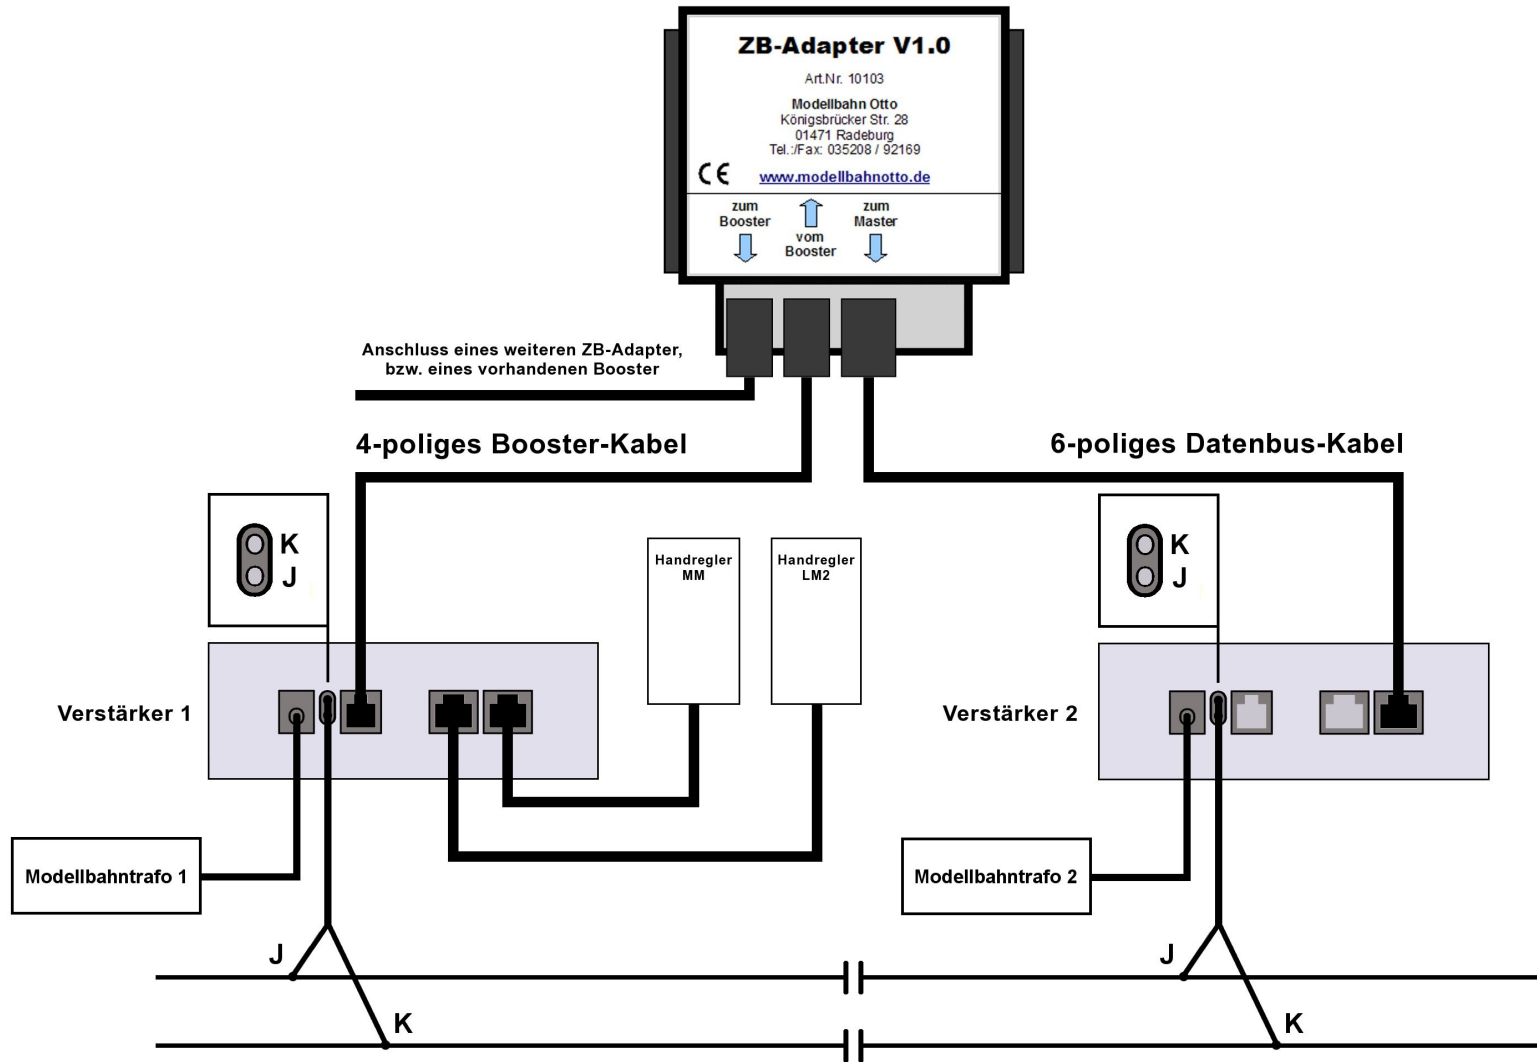 ZB-Adapter V1.0
Art.Nr. 10103
Modellbahn Otto
Königsbrücker Str. 28
01471 Radeburg
Tel.:/Fax: 035208 / 92169
CE
www.modellbahnotto.de
zum
Booster
vom
Booster
zum
Master
Anschluss eines weiteren ZB-Adapter,
bzw. eines vorhandenen Booster
4-poliges Booster-Kabel
6-poliges Datenbus-Kabel
K
J
Handregler
MM
Handregler
LM2
K
J
Verstärker 1
Verstärker 2
Modellbahntrafo 1
Modellbahntrafo 2
J
K
J
K